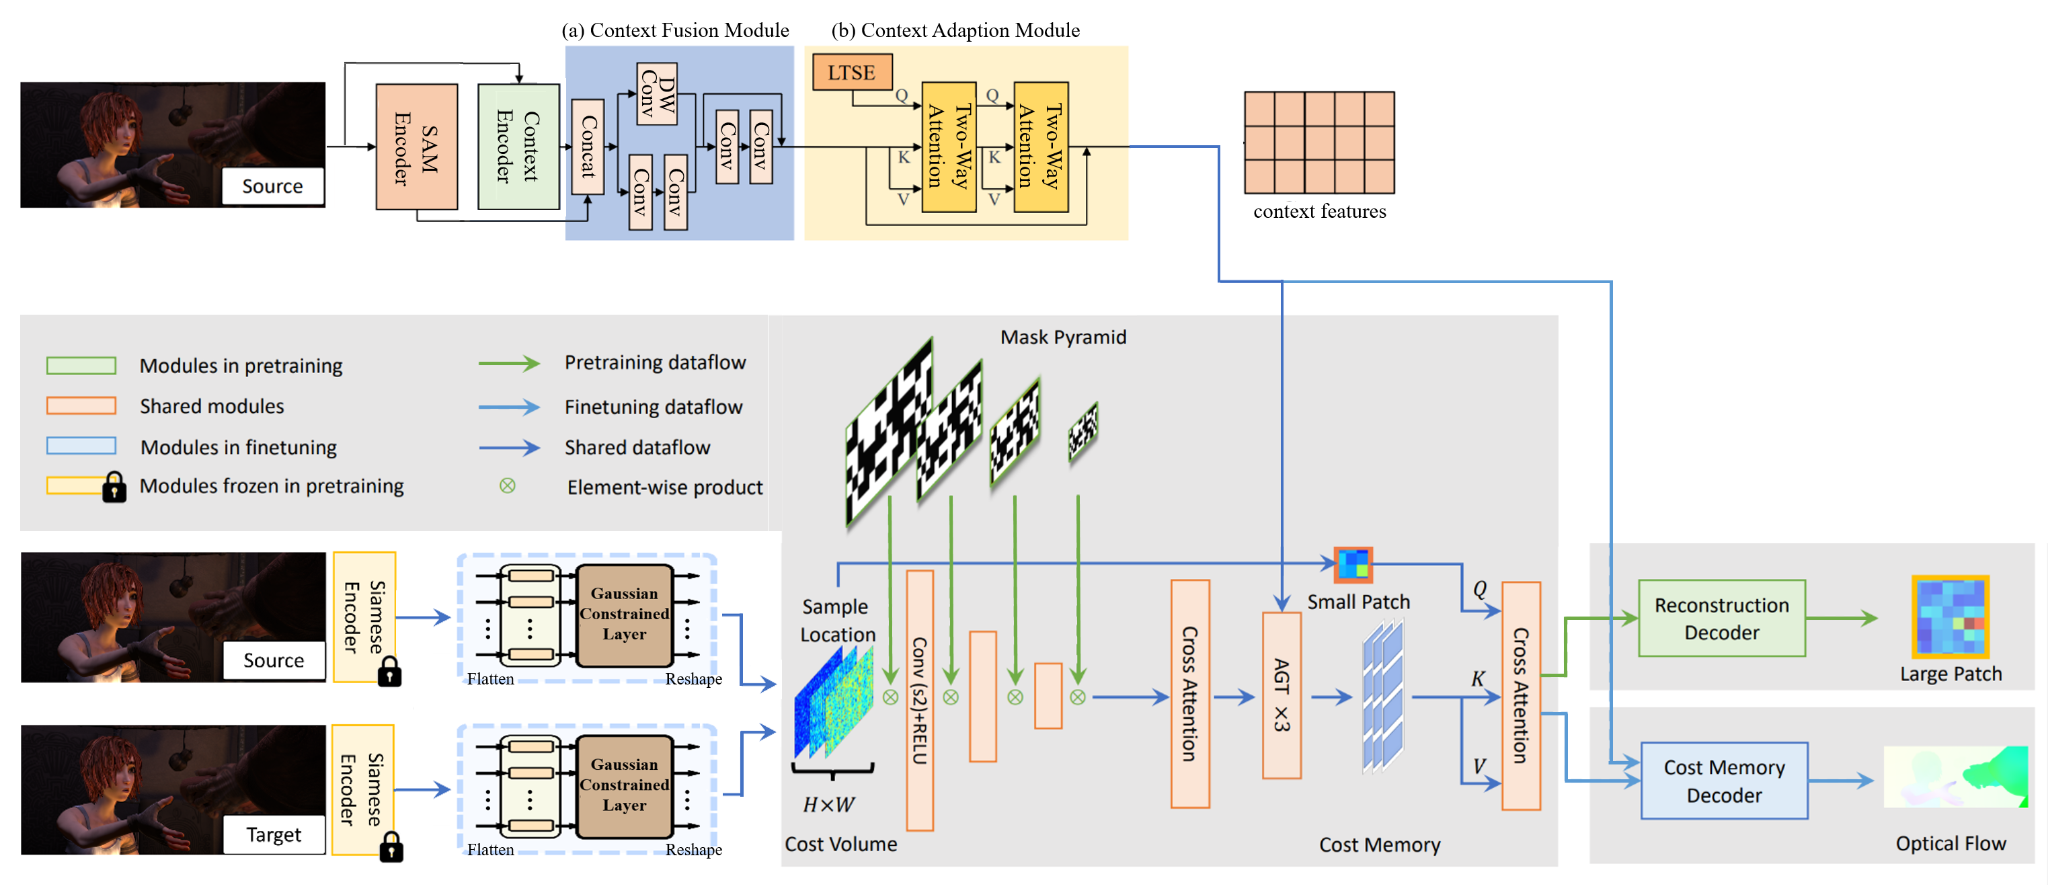 (a) Context Fusion Module
(b) Context Adaption Module
Source
SAM
Encoder
Context
Encoder
Concat
DW
Conv
Conv
Conv
Conv
Conv
LTSE
Q
K
V
Two-Way
Attention
Q
K
V
Two-Way
Attention
context features
Modules in pretraining
Shared modules
Modules in finetuning
Modules frozen in pretraining
Pretraining dataflow
Finetuning dataflow
Shared dataflow
Element-wise product
Mask Pyramid
Source
Siamese
Encoder
Flatten
Gaussian
Constrained
Layer
Reshape
Target
Siamese
Encoder
Flatten
Gaussian
Constrained
Layer
Reshape
Sample
Location
H×W
Cost Volume
Conv (s2)+RELU
Cross Attention
AGT ×3
Small Patch
Cost Memory
Q
K
V
Cross Attention
Reconstruction
Decoder
Large Patch
Cost Memory
Decoder
Optical Flow